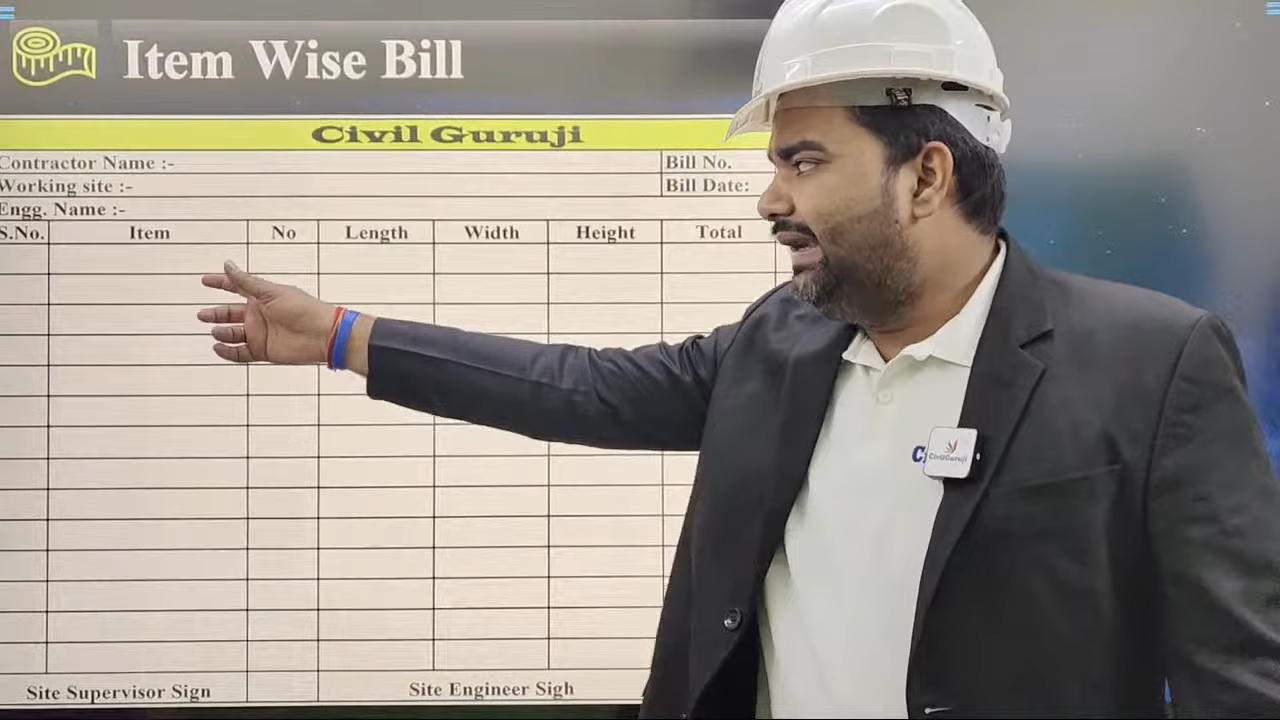 Item Wise Bill
Civil Guruji
Contractor Name :-
Bill No.
Working site :-
Bill Date:
Engg. Name :-
S.No. Item No Length Width Height Total
Site Supervisor Sign Site Engineer Sigh
CivilGuruji